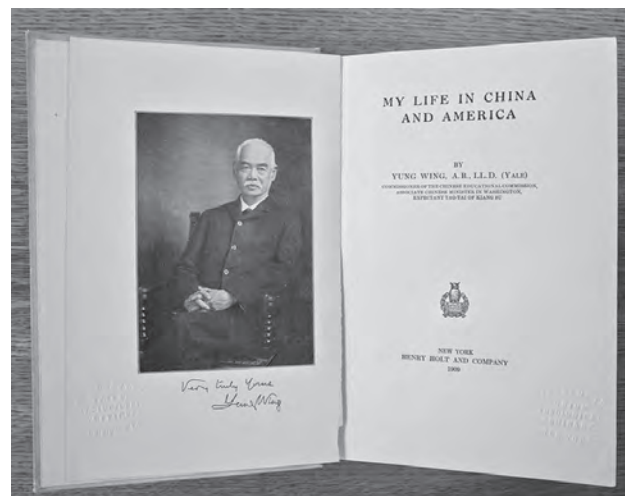 Very truly yours
Yung Wing
MY LIFE IN CHINA
AND AMERICA
BY
YUNG WING, A.B., LL.D. (YALE)
COMMISSIONER OF THE CHINESE EDUCATIONAL COMMISSION,
ASSOCIATE CHINESE MINISTER IN WASHINGTON,
EXPECTANT TAO-TAI OF KIANG SU
NEW YORK
HENRY HOLT AND COMPANY
1909